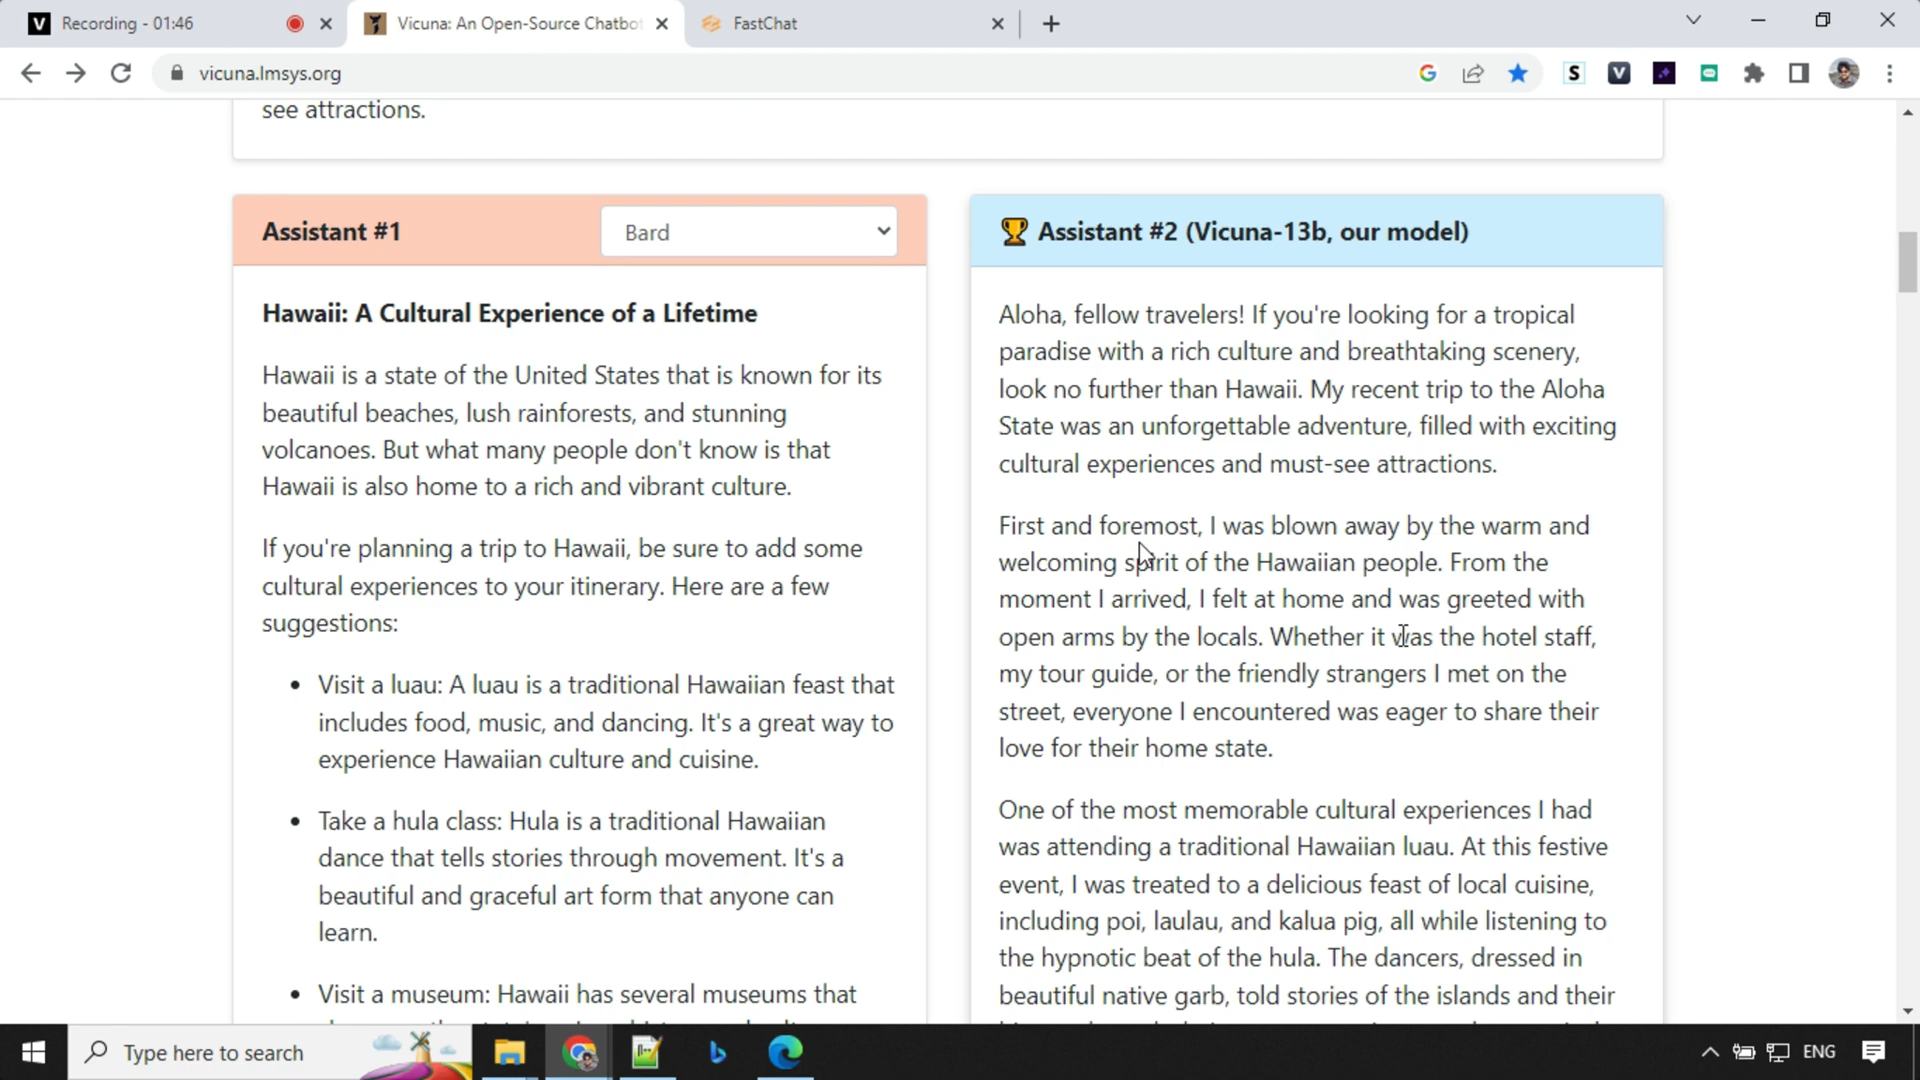 Recording - 01:46
Vicuna: An Open-Source Chatbot
FastChat
vicuna.lmsys.org
see attractions.
Assistant #1
Bard
Hawaii: A Cultural Experience of a Lifetime
Hawaii is a state of the United States that is known for its
beautiful beaches, lush rainforests, and stunning
volcanoes. But what many people don't know is that
Hawaii is also home to a rich and vibrant culture.
If you're planning a trip to Hawaii, be sure to add some
cultural experiences to your itinerary. Here are a few
suggestions:
• Visit a luau: A luau is a traditional Hawaiian feast that
includes food, music, and dancing. It's a great way to
experience Hawaiian culture and cuisine.
• Take a hula class: Hula is a traditional Hawaiian
dance that tells stories through movement. It's a
beautiful and graceful art form that anyone can
learn.
• Visit a museum: Hawaii has several museums that
Assistant #2 (Vicuna-13b, our model)
Aloha, fellow travelers! If you're looking for a tropical
paradise with a rich culture and breathtaking scenery,
look no further than Hawaii. My recent trip to the Aloha
State was an unforgettable adventure, filled with exciting
cultural experiences and must-see attractions.
First and foremost, I was blown away by the warm and
welcoming spirit of the Hawaiian people. From the
moment I arrived, I felt at home and was greeted with
open arms by the locals. Whether it was the hotel staff,
my tour guide, or the friendly strangers I met on the
street, everyone I encountered was eager to share their
love for their home state.
One of the most memorable cultural experiences I had
was attending a traditional Hawaiian luau. At this festive
event, I was treated to a delicious feast of local cuisine,
including poi, laulau, and kalua pig, all while listening to
the hypnotic beat of the hula. The dancers, dressed in
beautiful native garb, told stories of the islands and their
Type here to search
ENG